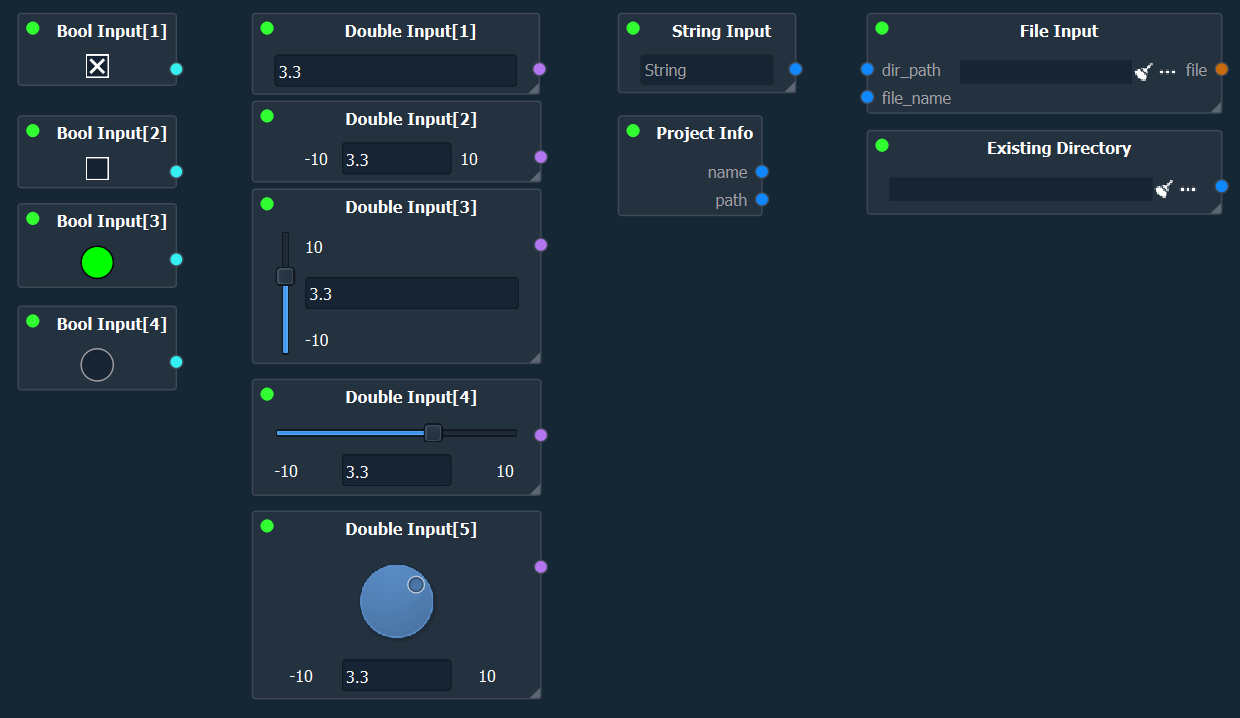 Bool Input[1]
Bool Input[2]
Bool Input[3]
Bool Input[4]
Double Input[1]
3.3
Double Input[2]
-10 3.3 10
Double Input[3]
10
3.3
-10
Double Input[4]
-10 3.3 10
Double Input[5]
-10 3.3 10
String Input
String
Project Info
name
path
File Input
dir_path file
file_name
Existing Directory